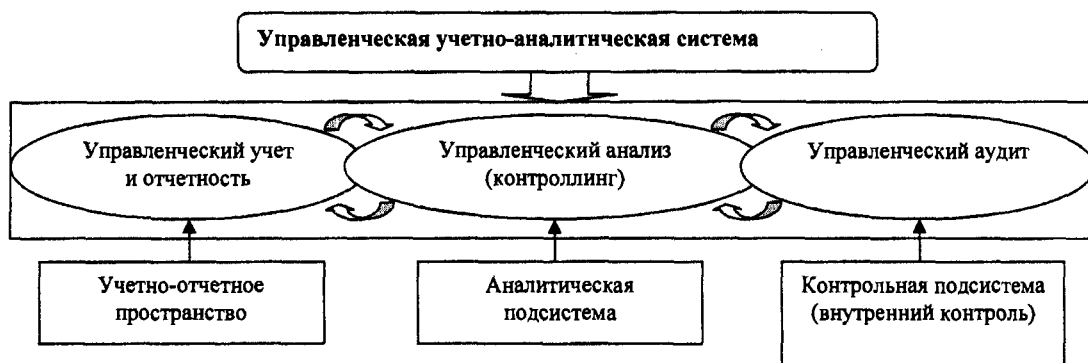 Управленческая учетно-аналитическая система
Управленческий учет
и отчетность
Управленческий анализ
(контроллинг)
Управленческий аудит
Учетно-отчетное
пространство
Аналитическая
подсистема
Контрольная подсистема
(внутренний контроль)